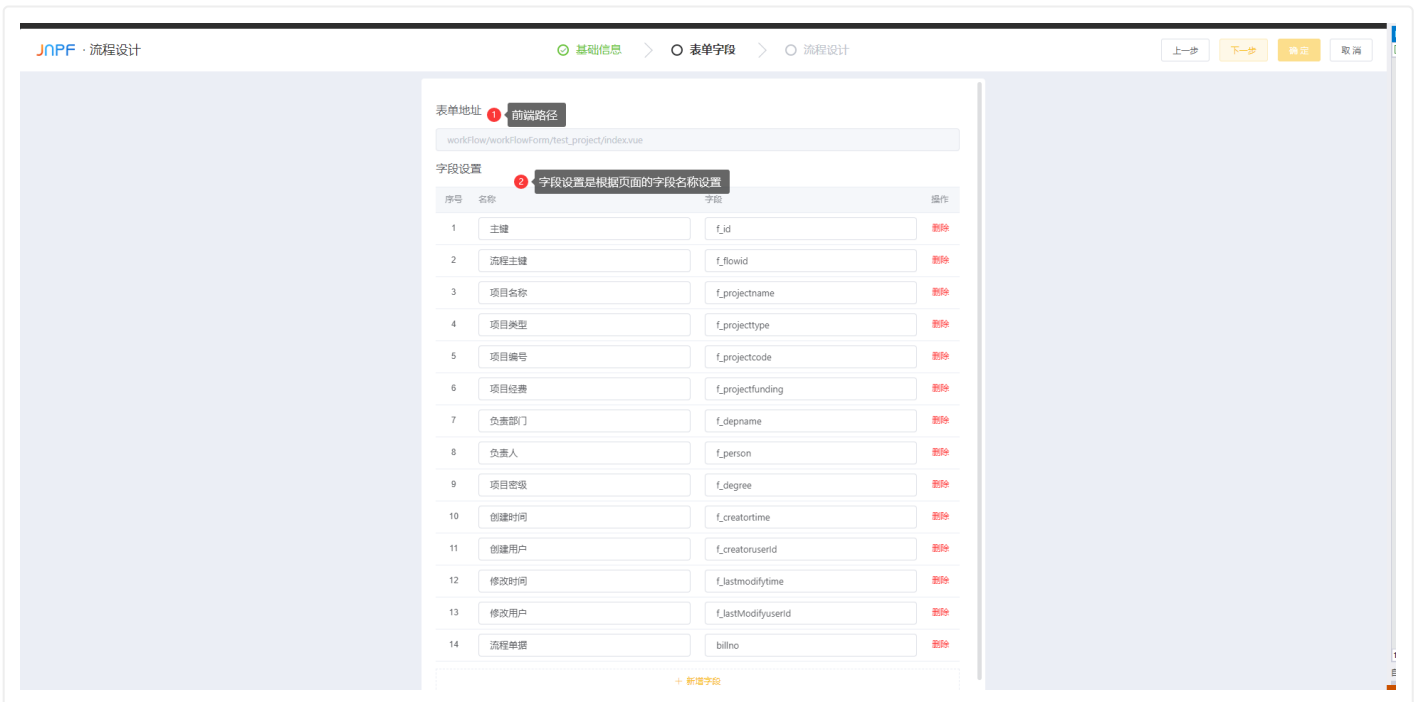 JNPF · 流程设计 基础信息 表单字段 流程设计 上一步 下一步 确定 取消
表单地址 1 前端路径
workFlow/workFlowForm/test_project/index.vue
字段设置
2 字段设置是根据页面的字段名称设置
序号 名称 字段 操作
1 主键 f_id 删除
2 流程主键 f_flowid 删除
3 项目名称 f_projectname 删除
4 项目类型 f_projecttype 删除
5 项目编号 f_projectcode 删除
6 项目经费 f_projectfunding 删除
7 负责部门 f_depname 删除
8 负责人 f_person 删除
9 项目密级 f_degree 删除
10 创建时间 f_creatortime 删除
11 创建用户 f_creatoruserId 删除
12 修改时间 f_lastmodifytime 删除
13 修改用户 f_lastModifyuserId 删除
14 流程单据 billno 删除
+ 新增字段